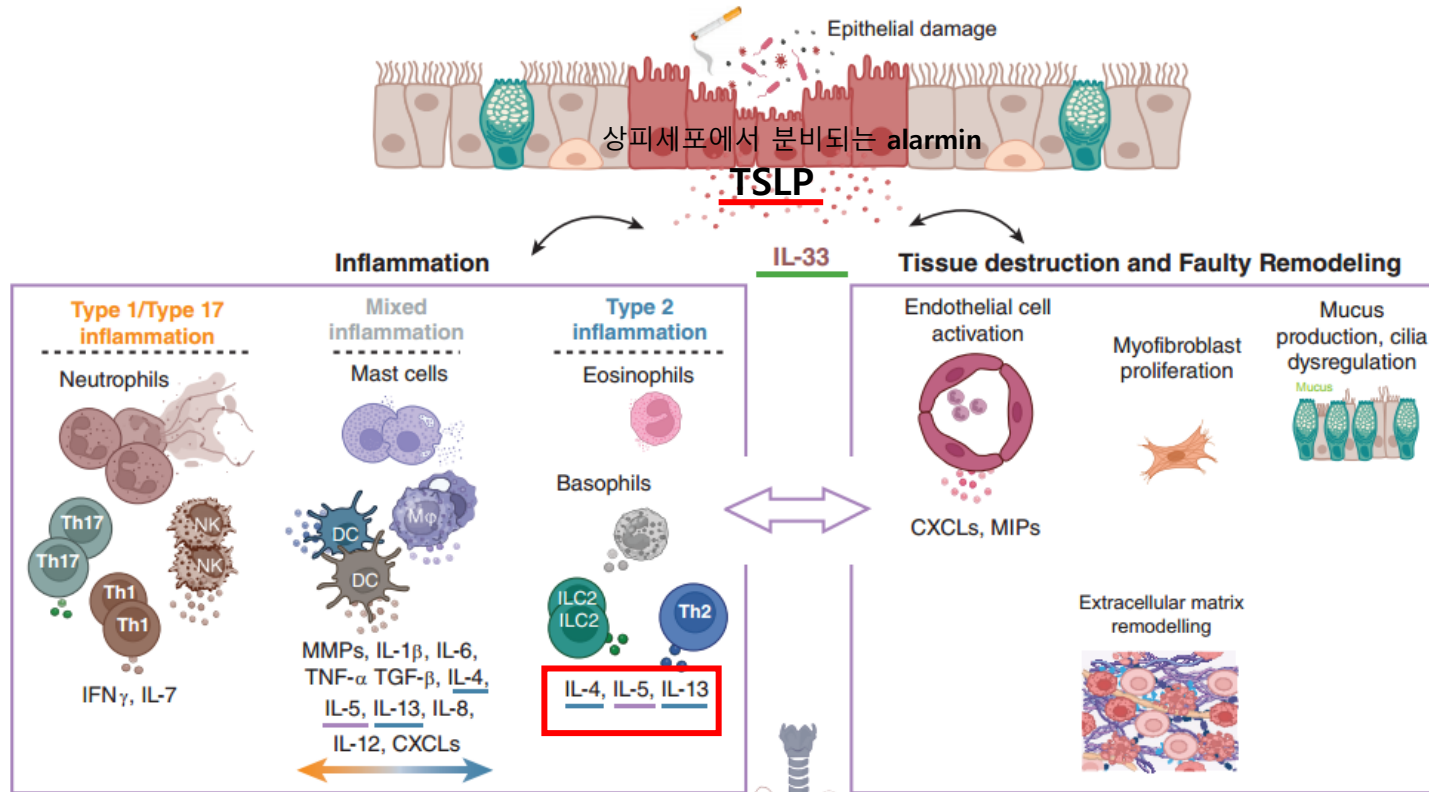 Epithelial damage
상피세포에서 분비되는 alarmin
TSLP
Inflammation
IL-33
Tissue destruction and Faulty Remodeling
Type 1/Type 17
inflammation
Neutrophils
Th17
Th17
NK
NK
Th1
Th1
IFNγ, IL-7
Mixed
inflammation
Mast cells
Mφ
DC
DC
MMPs, IL-1β, IL-6,
TNF-α TGF-β, IL-4,
IL-5, IL-13, IL-8,
IL-12, CXCLs
Type 2
inflammation
Eosinophils
Basophils
ILC2
ILC2
Th2
IL-4, IL-5, IL-13
Endothelial cell
activation
CXCLs, MIPs
Myofibroblast
proliferation
Mucus
production, cilia
dysregulation
Mucus
Extracellular matrix
remodelling